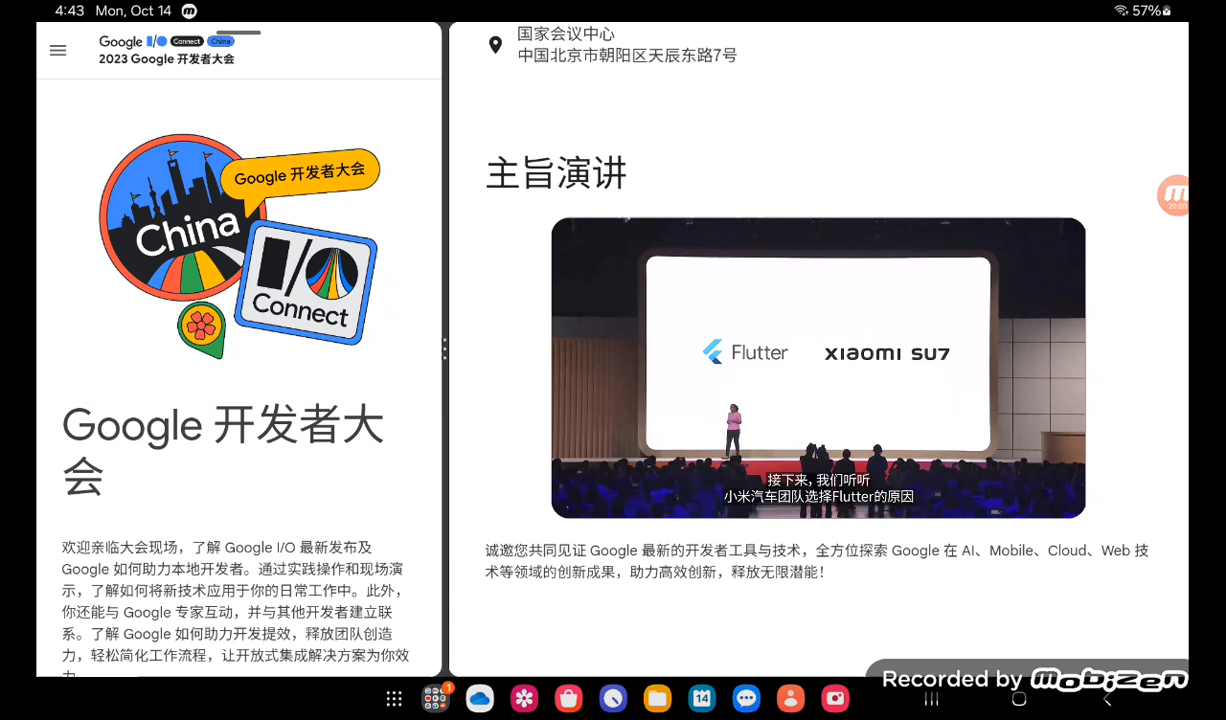 4:43 Mon, Oct 14
57%
Google I/O Connect China
2023 Google 开发者大会
Google 开发者大会
China
I/O
Connect
Google 开发者大
会
欢迎亲临大会现场，了解 Google I/O 最新发布及
Google 如何助力本地开发者。通过实践操作和现场演
示，了解如何将新技术应用于你的日常工作中。此外，
你还能与 Google 专家互动，并与其他开发者建立联
系。了解 Google 如何助力开发提效，释放团队创造
力，轻松简化工作流程，让开放式集成解决方案为你效
力。
国家会议中心
中国北京市朝阳区天辰东路7号
主旨演讲
Flutter
XIAOMI SU7
接下来，我们听听
小米汽车团队选择Flutter的原因
诚邀您共同见证 Google 最新的开发者工具与技术，全方位探索 Google 在 AI、Mobile、Cloud、Web 技
术等领域的创新成果，助力高效创新，释放无限潜能！
1
14
Recorded by mobizen